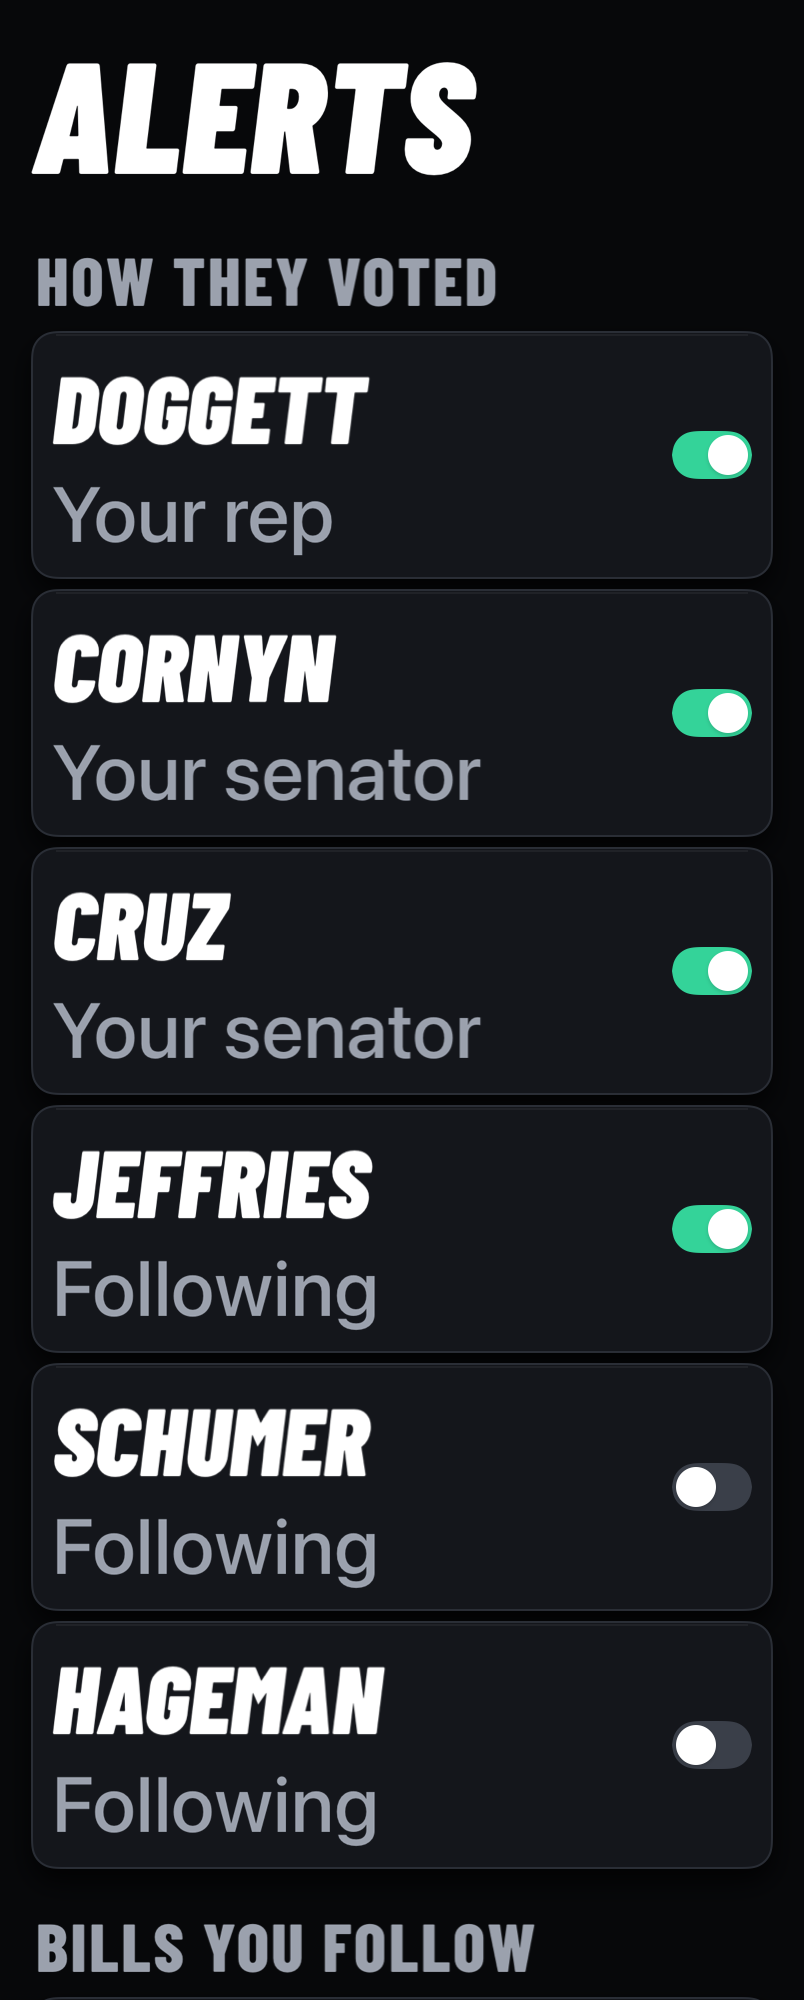 ALERTS
HOW THEY VOTED
DOGGETT
Your rep
CORNYN
Your senator
CRUZ
Your senator
JEFFRIES
Following
SCHUMER
Following
HAGEMAN
Following
BILLS YOU FOLLOW